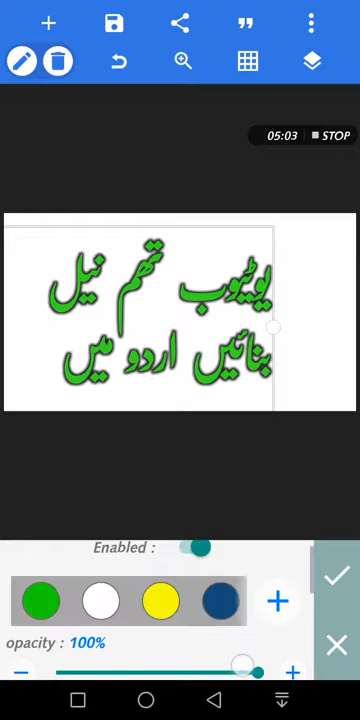 05:03 STOP
یوٹیوب تھم نیل
بنائیں اردو میں
Enabled :
opacity : 100%